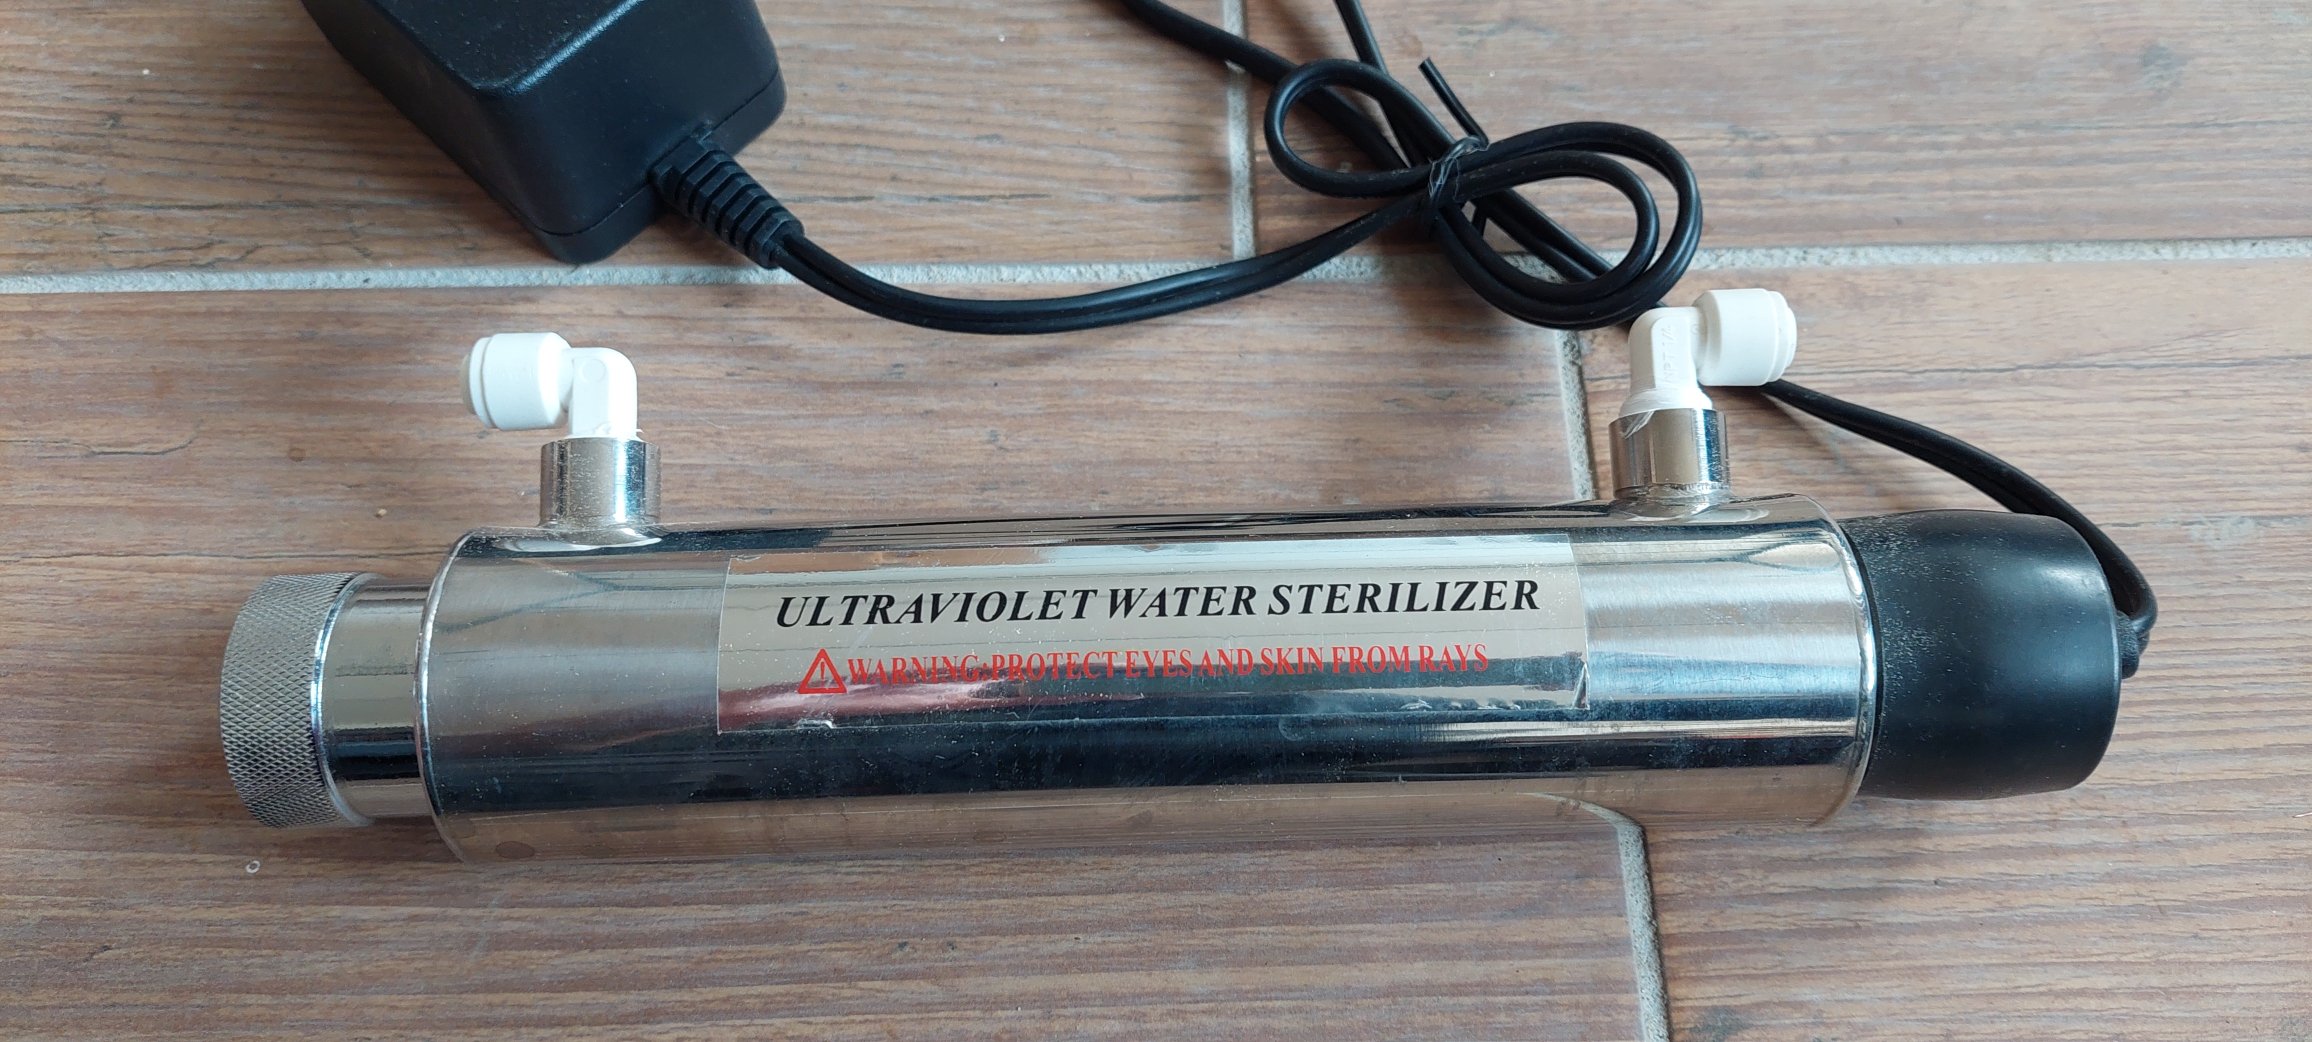 ULTRAVIOLET WATER STERILIZER
WARNING:PROTECT EYES AND SKIN FROM RAYS